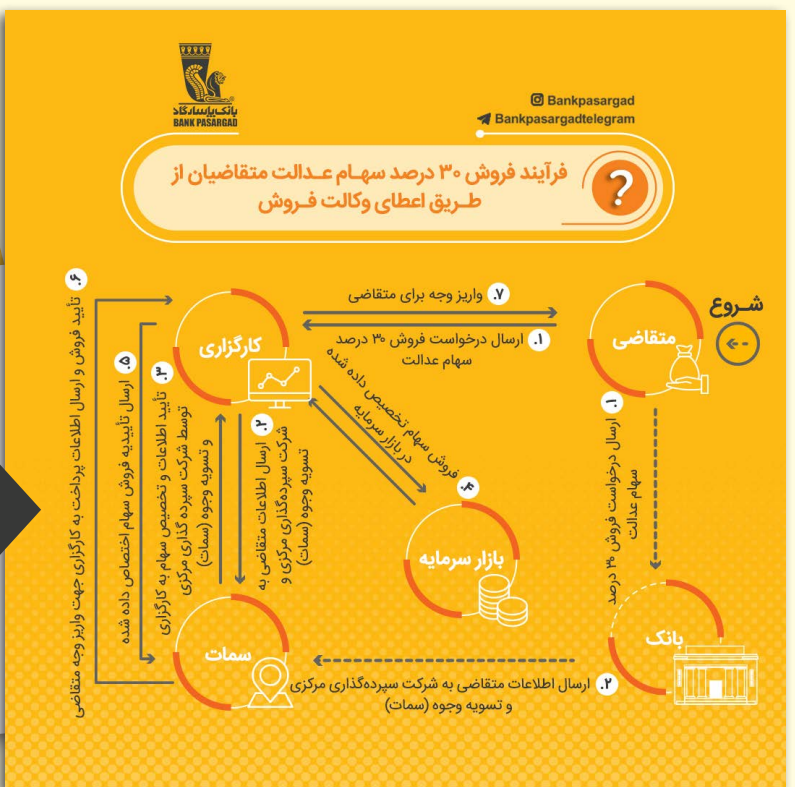 بانک پاسارگاد
BANK PASARGAD
Bankpasargad
Bankpasargadtelegram
?
فرآیند فروش ۳۰ درصد سهـام عـدالت متقاضیان از
طـریق اعطای وکالت فـروش
شـروع
متقاضی
۱. ارسال درخواست فروش ۳۰ درصد
سهام عدالت
۷. واریز وجه برای متقاضی
کارگزاری
۱. ارسال درخواست فروش ۳۰ درصد
سهام عدالت
بانک
۲. ارسال اطلاعات متقاضی به شرکت سپرده‌گذاری مرکزی
و تسویه وجوه (سمات)
سمات
۲. ارسال اطلاعات متقاضی به
شرکت سپرده‌گذاری مرکزی و
تسویه وجوه (سمات)
۳. تأیید اطلاعات و تخصیص سهام به کارگزاری
توسط شرکت سپرده گذاری مرکزی
و تسویه وجوه (سمات)
۴. فروش سهام تخصیص داده شده
در بازار سرمایه
بازار سرمایه
۵. ارسال تأییدیه فروش سهام اختصاص داده شده
۶. تأیید فروش و ارسال اطلاعات پرداخت به کارگزاری جهت واریز وجه متقاضی